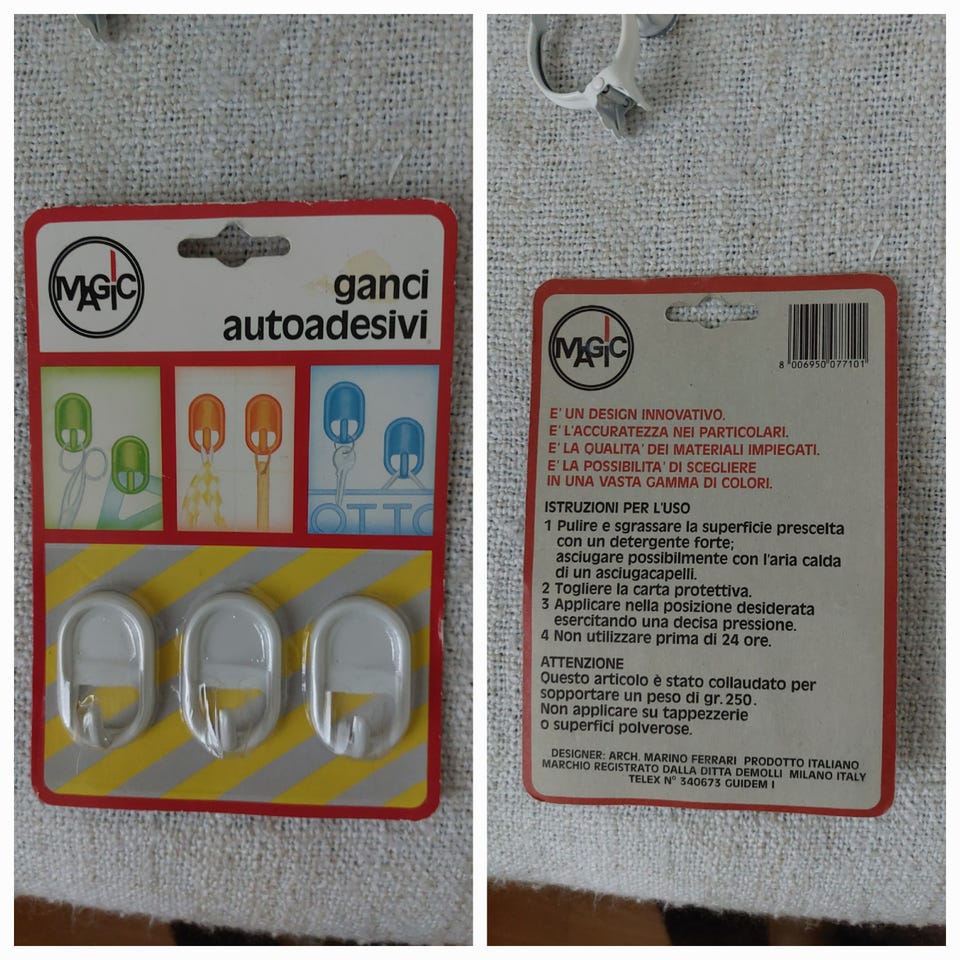 MAGIC
ganci
autoadesivi
OTTO
MAGIC
8 006950 077101
E' UN DESIGN INNOVATIVO.
E' L'ACCURATEZZA NEI PARTICOLARI.
E' LA QUALITA' DEI MATERIALI IMPIEGATI.
E' LA POSSIBILITA' DI SCEGLIERE
IN UNA VASTA GAMMA DI COLORI.
ISTRUZIONI PER L'USO
1 Pulire e sgrassare la superficie prescelta
con un detergente forte;
asciugare possibilmente con l'aria calda
di un asciugacapelli.
2 Togliere la carta protettiva.
3 Applicare nella posizione desiderata
esercitando una decisa pressione.
4 Non utilizzare prima di 24 ore.
ATTENZIONE
Questo articolo è stato collaudato per
sopportare un peso di gr. 250.
Non applicare su tappezzerie
o superfici polverose.
DESIGNER: ARCH. MARINO FERRARI PRODOTTO ITALIANO
MARCHIO REGISTRATO DALLA DITTA DEMOLLI MILANO ITALY
TELEX N° 340673 GUIDEM I